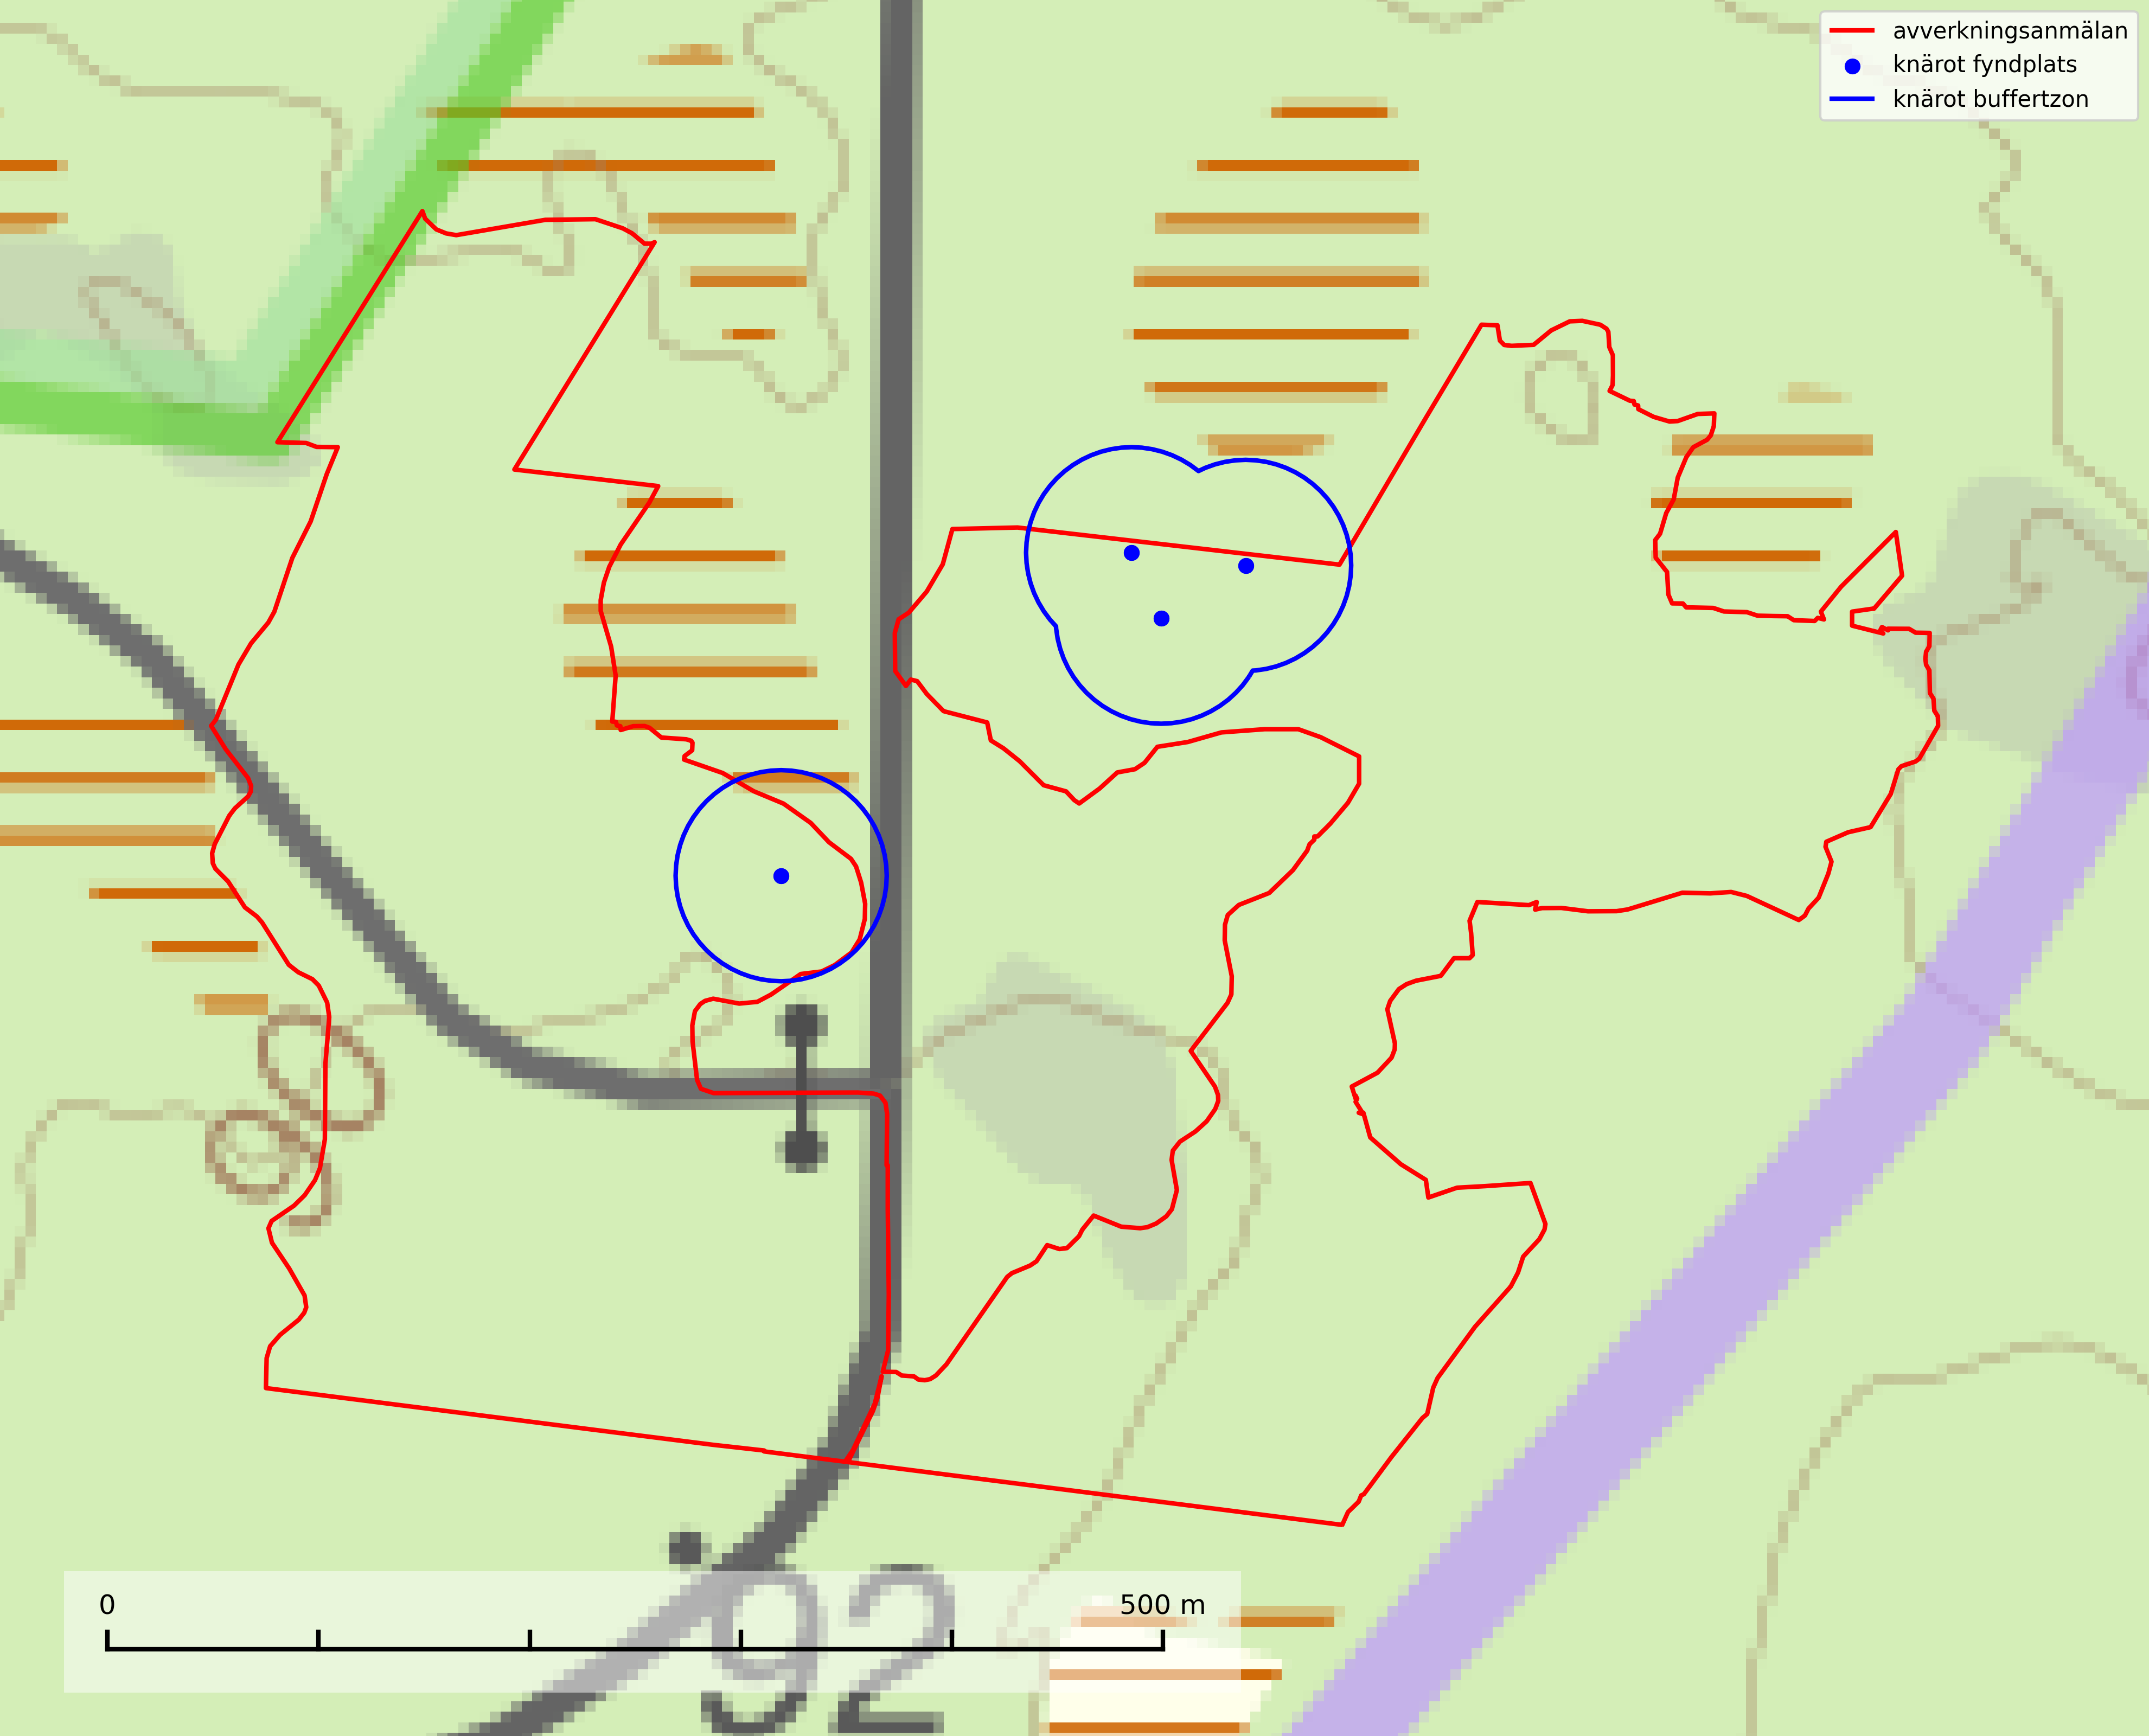 avverkningsanmälan
knärot fyndplats
knärot buffertzon
0 500 m
92